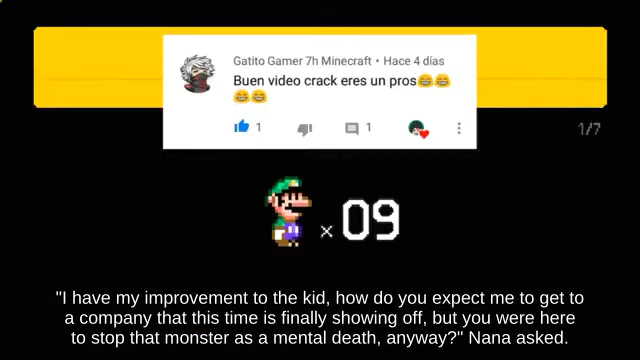 Gatito Gamer 7h Minecraft • Hace 4 días
Buen video crack eres un pros😂😂
😂😂
1 1
1/7
× 09
"I have my improvement to the kid, how do you expect me to get to
a company that this time is finally showing off, but you were here
to stop that monster as a mental death, anyway?" Nana asked.